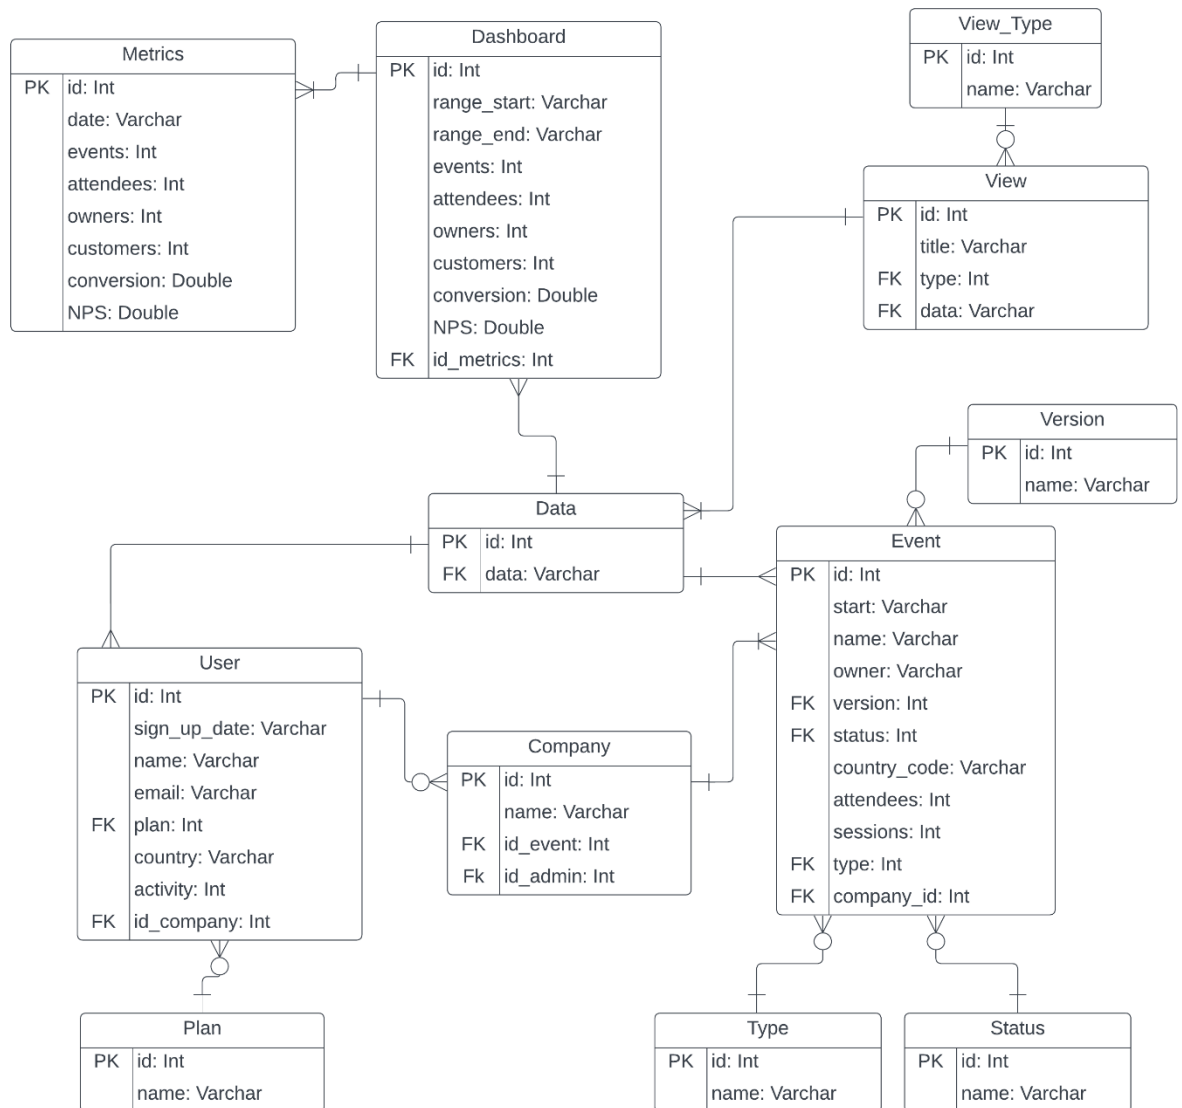 Metrics
PK id: Int
date: Varchar
events: Int
attendees: Int
owners: Int
customers: Int
conversion: Double
NPS: Double
Dashboard
PK id: Int
range_start: Varchar
range_end: Varchar
events: Int
attendees: Int
owners: Int
customers: Int
conversion: Double
NPS: Double
FK id_metrics: Int
View_Type
PK id: Int
name: Varchar
View
PK id: Int
title: Varchar
FK type: Int
FK data: Varchar
Version
PK id: Int
name: Varchar
Data
PK id: Int
FK data: Varchar
Event
PK id: Int
start: Varchar
name: Varchar
owner: Varchar
FK version: Int
FK status: Int
country_code: Varchar
attendees: Int
sessions: Int
FK type: Int
FK company_id: Int
User
PK id: Int
sign_up_date: Varchar
name: Varchar
email: Varchar
FK plan: Int
country: Varchar
activity: Int
FK id_company: Int
Company
PK id: Int
name: Varchar
FK id_event: Int
Fk id_admin: Int
Plan
PK id: Int
name: Varchar
Type
PK id: Int
name: Varchar
Status
PK id: Int
name: Varchar